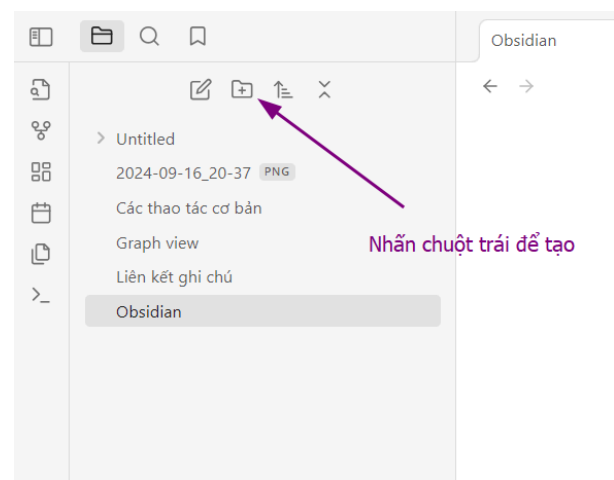 Obsidian
Untitled
2024-09-16_20-37 PNG
Các thao tác cơ bản
Graph view
Nhấn chuột trái để tạo
Liên kết ghi chú
Obsidian